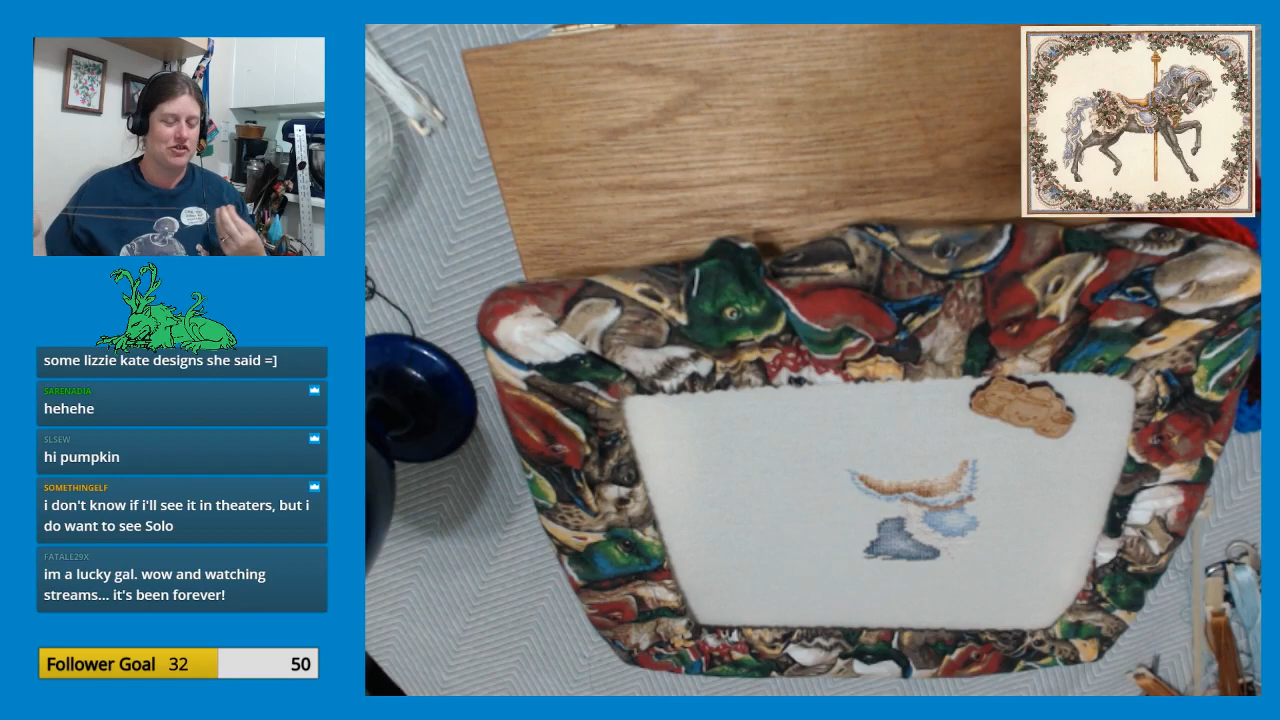 some lizzie kate designs she said =]
SARENADIA
hehehe
SLSEW
hi pumpkin
SOMETHINGELF
i don't know if i'll see it in theaters, but i
do want to see Solo
FATALE29X
im a lucky gal. wow and watching
streams... it's been forever!
Follower Goal 32 50